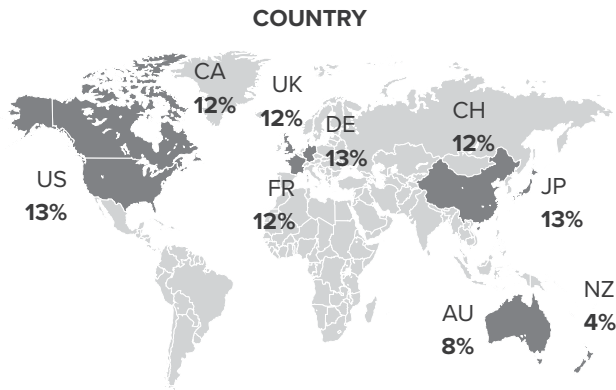 COUNTRY
CA
12%
UK
12%
DE
13%
CH
12%
US
13%
FR
12%
JP
13%
AU
8%
NZ
4%